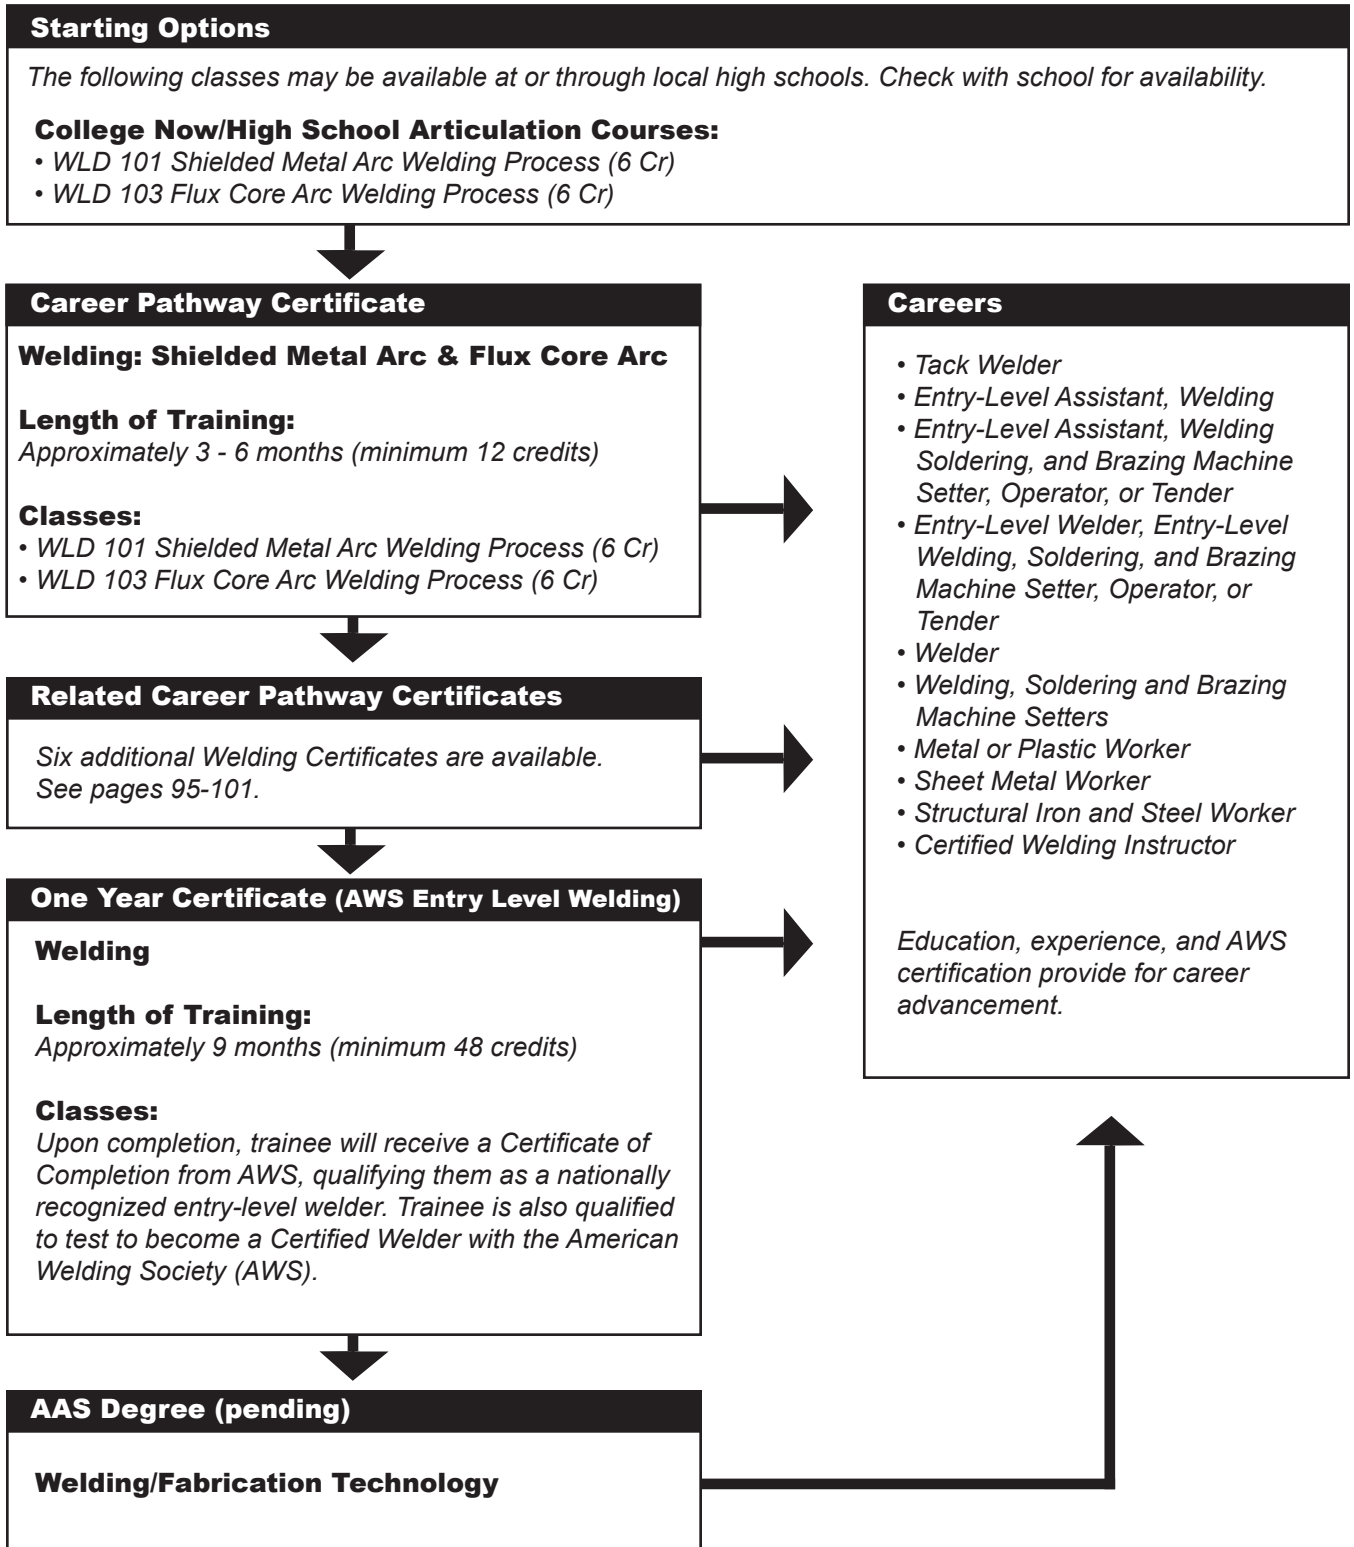 Starting Options
The following classes may be available at or through local high schools. Check with school for availability.
College Now/High School Articulation Courses:
• WLD 101 Shielded Metal Arc Welding Process (6 Cr)
• WLD 103 Flux Core Arc Welding Process (6 Cr)
Career Pathway Certificate
Welding: Shielded Metal Arc & Flux Core Arc
Length of Training:
Approximately 3 - 6 months (minimum 12 credits)
Classes:
• WLD 101 Shielded Metal Arc Welding Process (6 Cr)
• WLD 103 Flux Core Arc Welding Process (6 Cr)
Related Career Pathway Certificates
Six additional Welding Certificates are available.
See pages 95-101.
One Year Certificate (AWS Entry Level Welding)
Welding
Length of Training:
Approximately 9 months (minimum 48 credits)
Classes:
Upon completion, trainee will receive a Certificate of
Completion from AWS, qualifying them as a nationally
recognized entry-level welder. Trainee is also qualified
to test to become a Certified Welder with the American
Welding Society (AWS).
AAS Degree (pending)
Welding/Fabrication Technology
Careers
• Tack Welder
• Entry-Level Assistant, Welding
• Entry-Level Assistant, Welding
Soldering, and Brazing Machine
Setter, Operator, or Tender
• Entry-Level Welder, Entry-Level
Welding, Soldering, and Brazing
Machine Setter, Operator, or
Tender
• Welder
• Welding, Soldering and Brazing
Machine Setters
• Metal or Plastic Worker
• Sheet Metal Worker
• Structural Iron and Steel Worker
• Certified Welding Instructor
Education, experience, and AWS
certification provide for career
advancement.